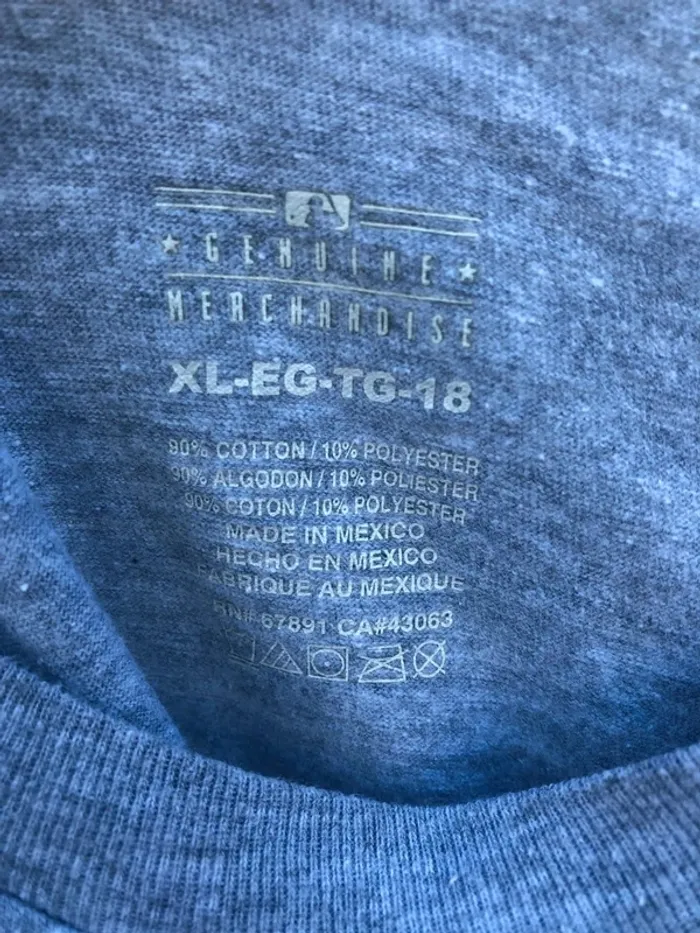 GENUINE
MERCHANDISE
XL-EG-TG-18
90% COTTON / 10% POLYESTER
90% ALGODON / 10% POLIESTER
90% COTON / 10% POLYESTER
MADE IN MEXICO
HECHO EN MEXICO
FABRIQUE AU MEXIQUE
RN# 67891 CA#43063